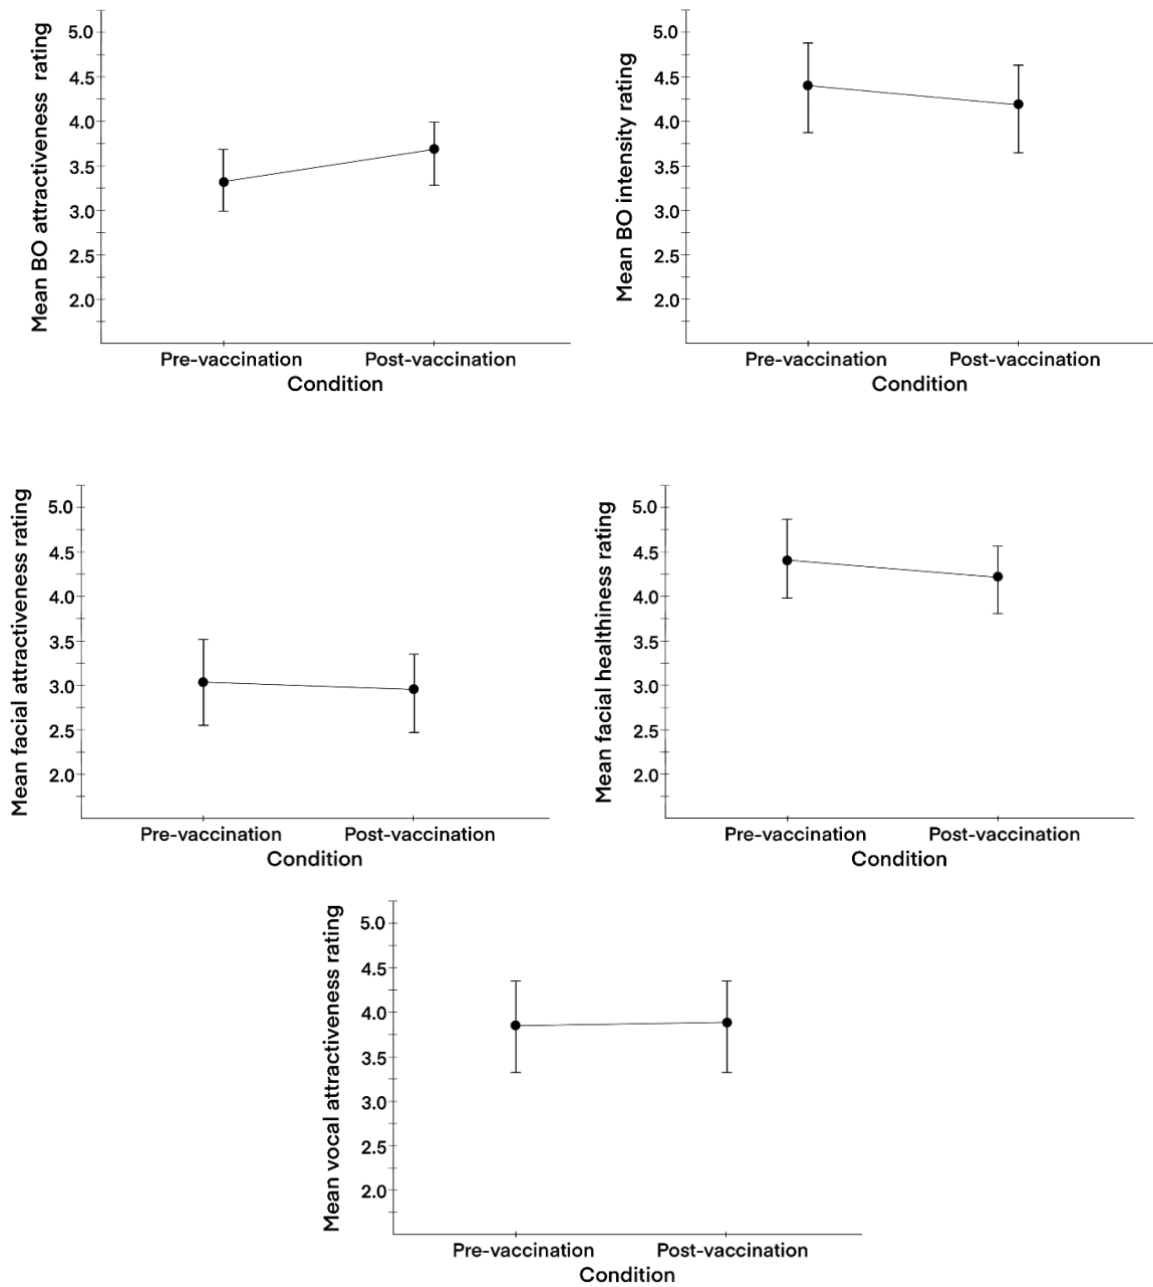 Mean BO attractiveness rating
5.0
4.5
4.0
3.5
3.0
2.5
2.0
Pre-vaccination Post-vaccination
Condition
Mean BO intensity rating
5.0
4.5
4.0
3.5
3.0
2.5
2.0
Pre-vaccination Post-vaccination
Condition
Mean facial attractiveness rating
5.0
4.5
4.0
3.5
3.0
2.5
2.0
Pre-vaccination Post-vaccination
Condition
Mean facial healthiness rating
5.0
4.5
4.0
3.5
3.0
2.5
2.0
Pre-vaccination Post-vaccination
Condition
Mean vocal attractiveness rating
5.0
4.5
4.0
3.5
3.0
2.5
2.0
Pre-vaccination Post-vaccination
Condition